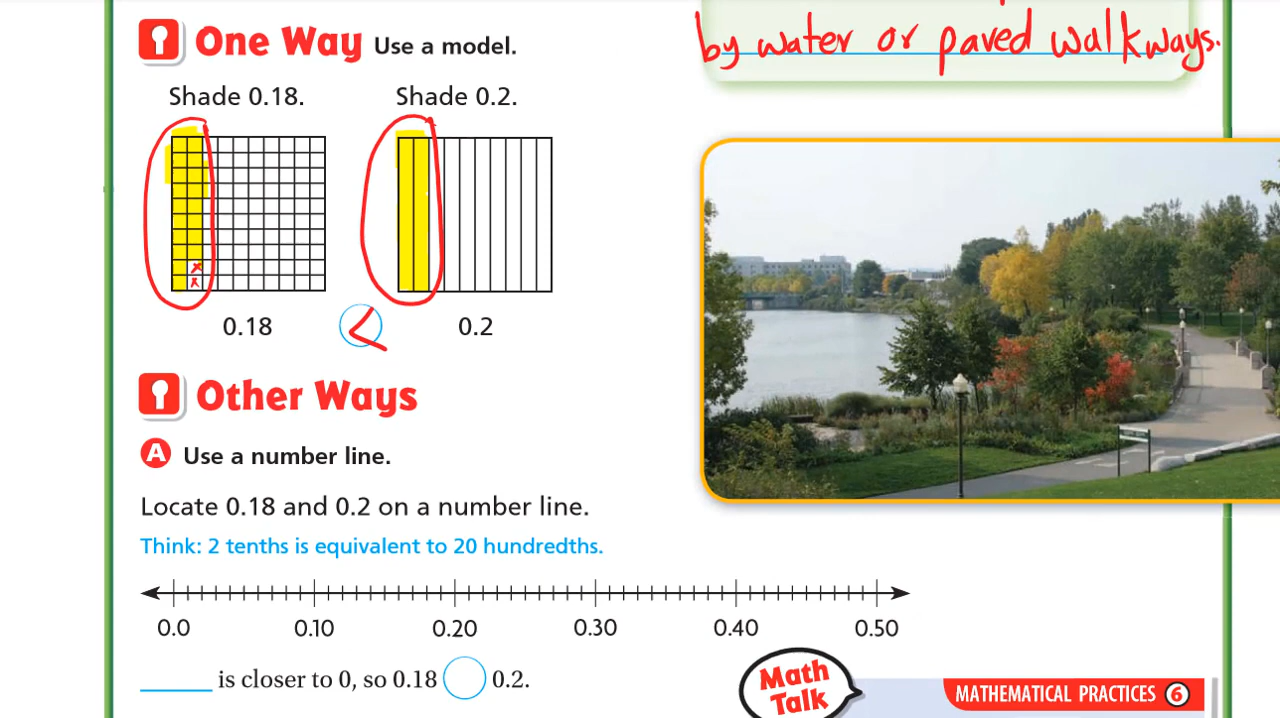 One Way Use a model.
by water or paved walkways.
Shade 0.18.
Shade 0.2.
x
x
0.18 < 0.2
Other Ways
A Use a number line.
Locate 0.18 and 0.2 on a number line.
Think: 2 tenths is equivalent to 20 hundredths.
0.0 0.10 0.20 0.30 0.40 0.50
______ is closer to 0, so 0.18 ◯ 0.2.
Math
Talk
MATHEMATICAL PRACTICES 6